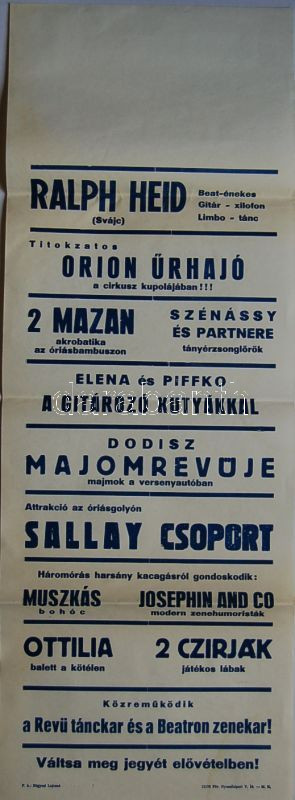 RALPH HEID
(Svájc)
Beat-énekes
Gitár - xilofon
Limbo - tánc
Titokzatos
ORION ŰRHAJÓ
a cirkusz kupolájában!!!
2 MAZAN
akrobatika
az óriásbambuszon
SZÉNÁSSY
ÉS PARTNERE
tányérzsonglőrök
ELENA és PIFFKO
A GITÁROZÓ KUTYÁKKAL
DODISZ
MAJOMREVÜJE
majmok a versenyautóban
Attrakció az óriásgolyón
SALLAY CSOPORT
Háromórás harsány kacagásról gondoskodik:
MUSZKÁS
bohóc
JOSEPHIN AND CO
modern zenehumoristák
OTTILIA
balett a kötélen
2 CZIRJÁK
játékos lábak
Közreműködik
a Revü tánckar és a Beatron zenekar!
Váltsa meg jegyét elővételben!